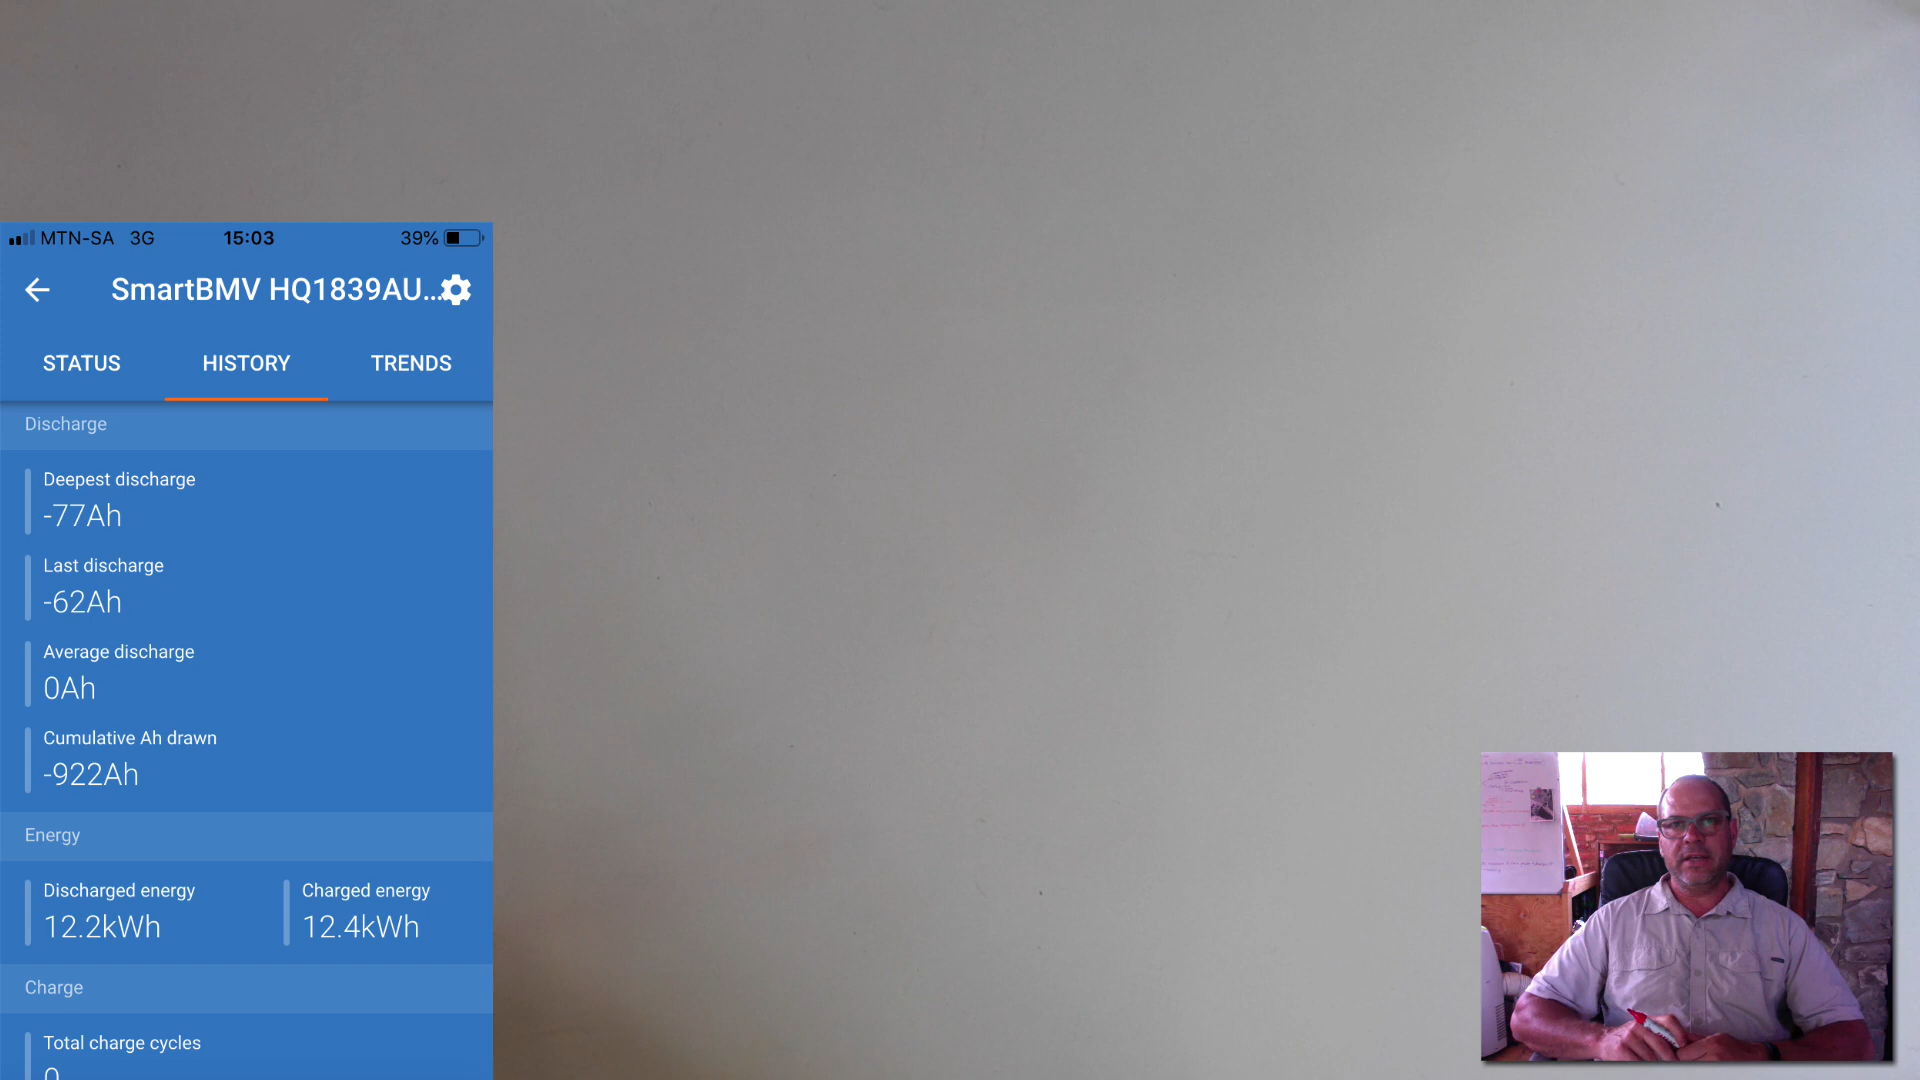 MTN-SA 3G 15:03 39%
SmartBMV HQ1839AU...
STATUS HISTORY TRENDS
Discharge
Deepest discharge
-77Ah
Last discharge
-62Ah
Average discharge
0Ah
Cumulative Ah drawn
-922Ah
Energy
Discharged energy Charged energy
12.2kWh 12.4kWh
Charge
Total charge cycles
0